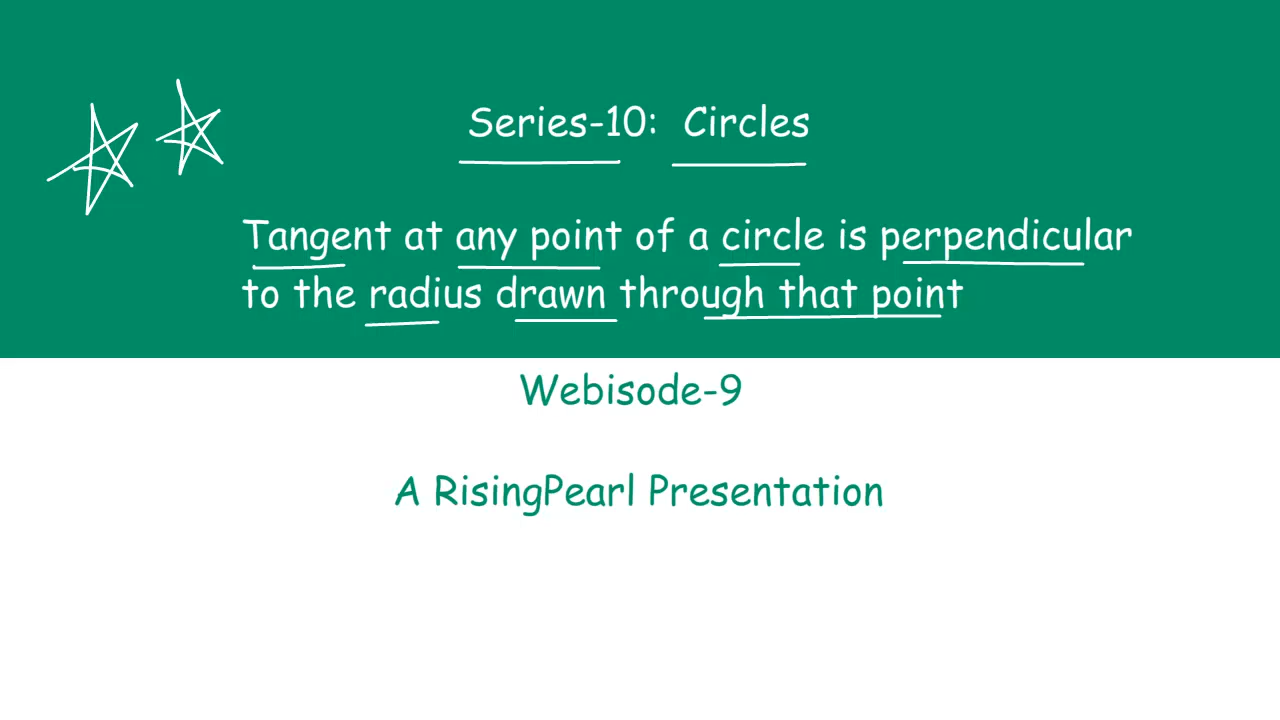 Series-10: Circles
Tangent at any point of a circle is perpendicular
to the radius drawn through that point
Webisode-9
A RisingPearl Presentation